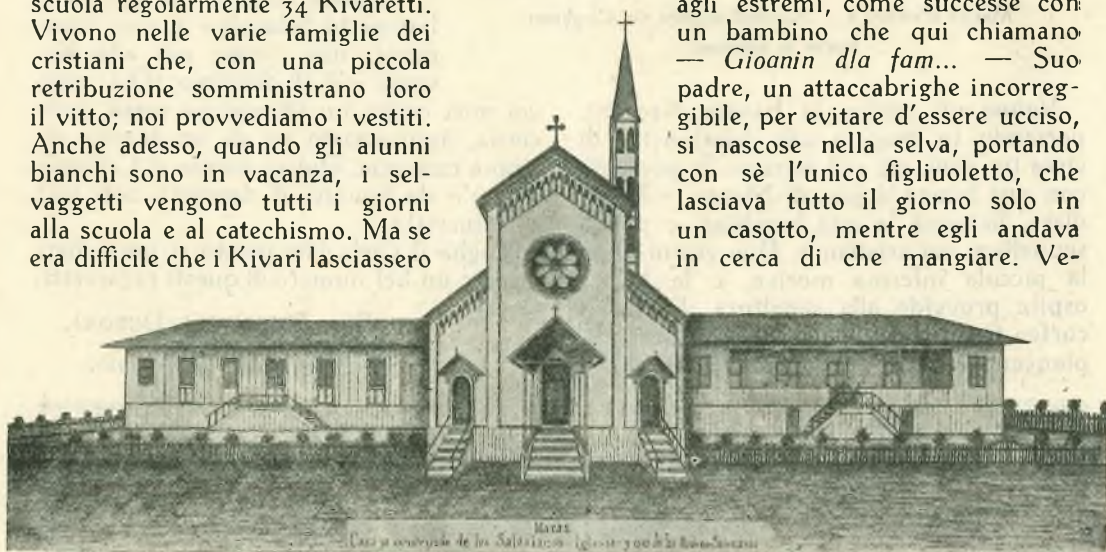 scuola regolarmente 34 Kivaretti.
Vivono nelle varie famiglie dei
cristiani che, con una piccola
retribuzione somministrano loro
il vitto; noi provvediamo i vestiti.
Anche adesso, quando gli alunni
bianchi sono in vacanza, i sel-
vaggetti vengono tutti i giorni
alla scuola e al catechismo. Ma se
era difficile che i Kivari lasciassero
agli estremi, come successe con
un bambino che qui chiamano
— Gioanin dla fam... — Suo
padre, un attaccabrighe incorreg-
gibile, per evitare d'essere ucciso,
si nascose nella selva, portando
con sè l'unico figliuoletto, che
lasciava tutto il giorno solo in
un casotto, mentre egli andava
in cerca di che mangiare. Ve-
de los Salesianos Iglesia y